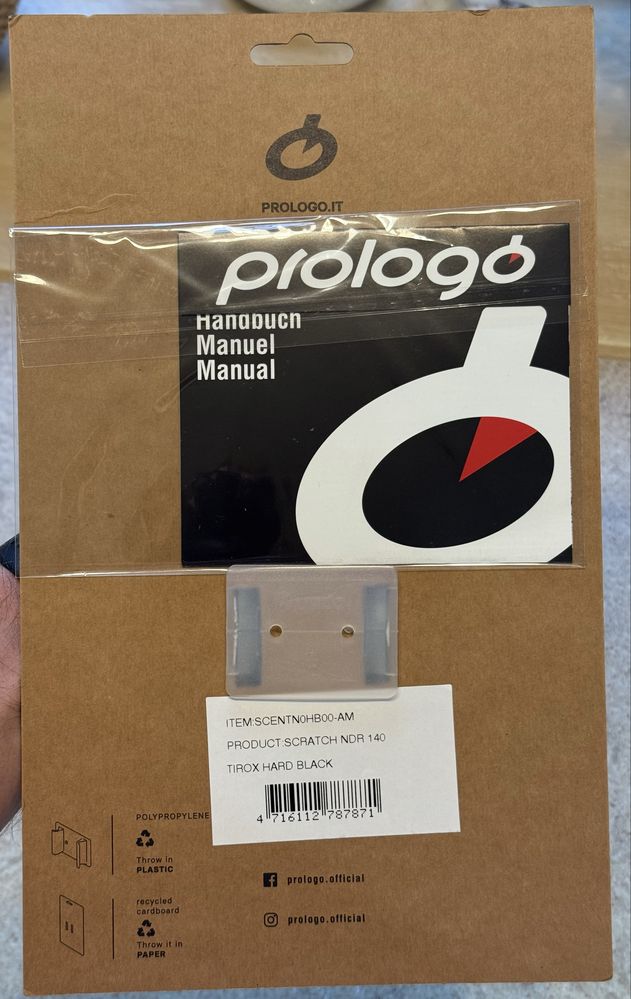 PROLOGO.IT
prologo
Handbuch
Manuel
Manual
ITEM:SCENTN0HB00-AM
PRODUCT:SCRATCH NDR 140
TIROX HARD BLACK
4 716112 787871
POLYPROPYLENE
Throw in
PLASTIC
recycled
cardboard
Throw it in
PAPER
prologo.official
prologo.official